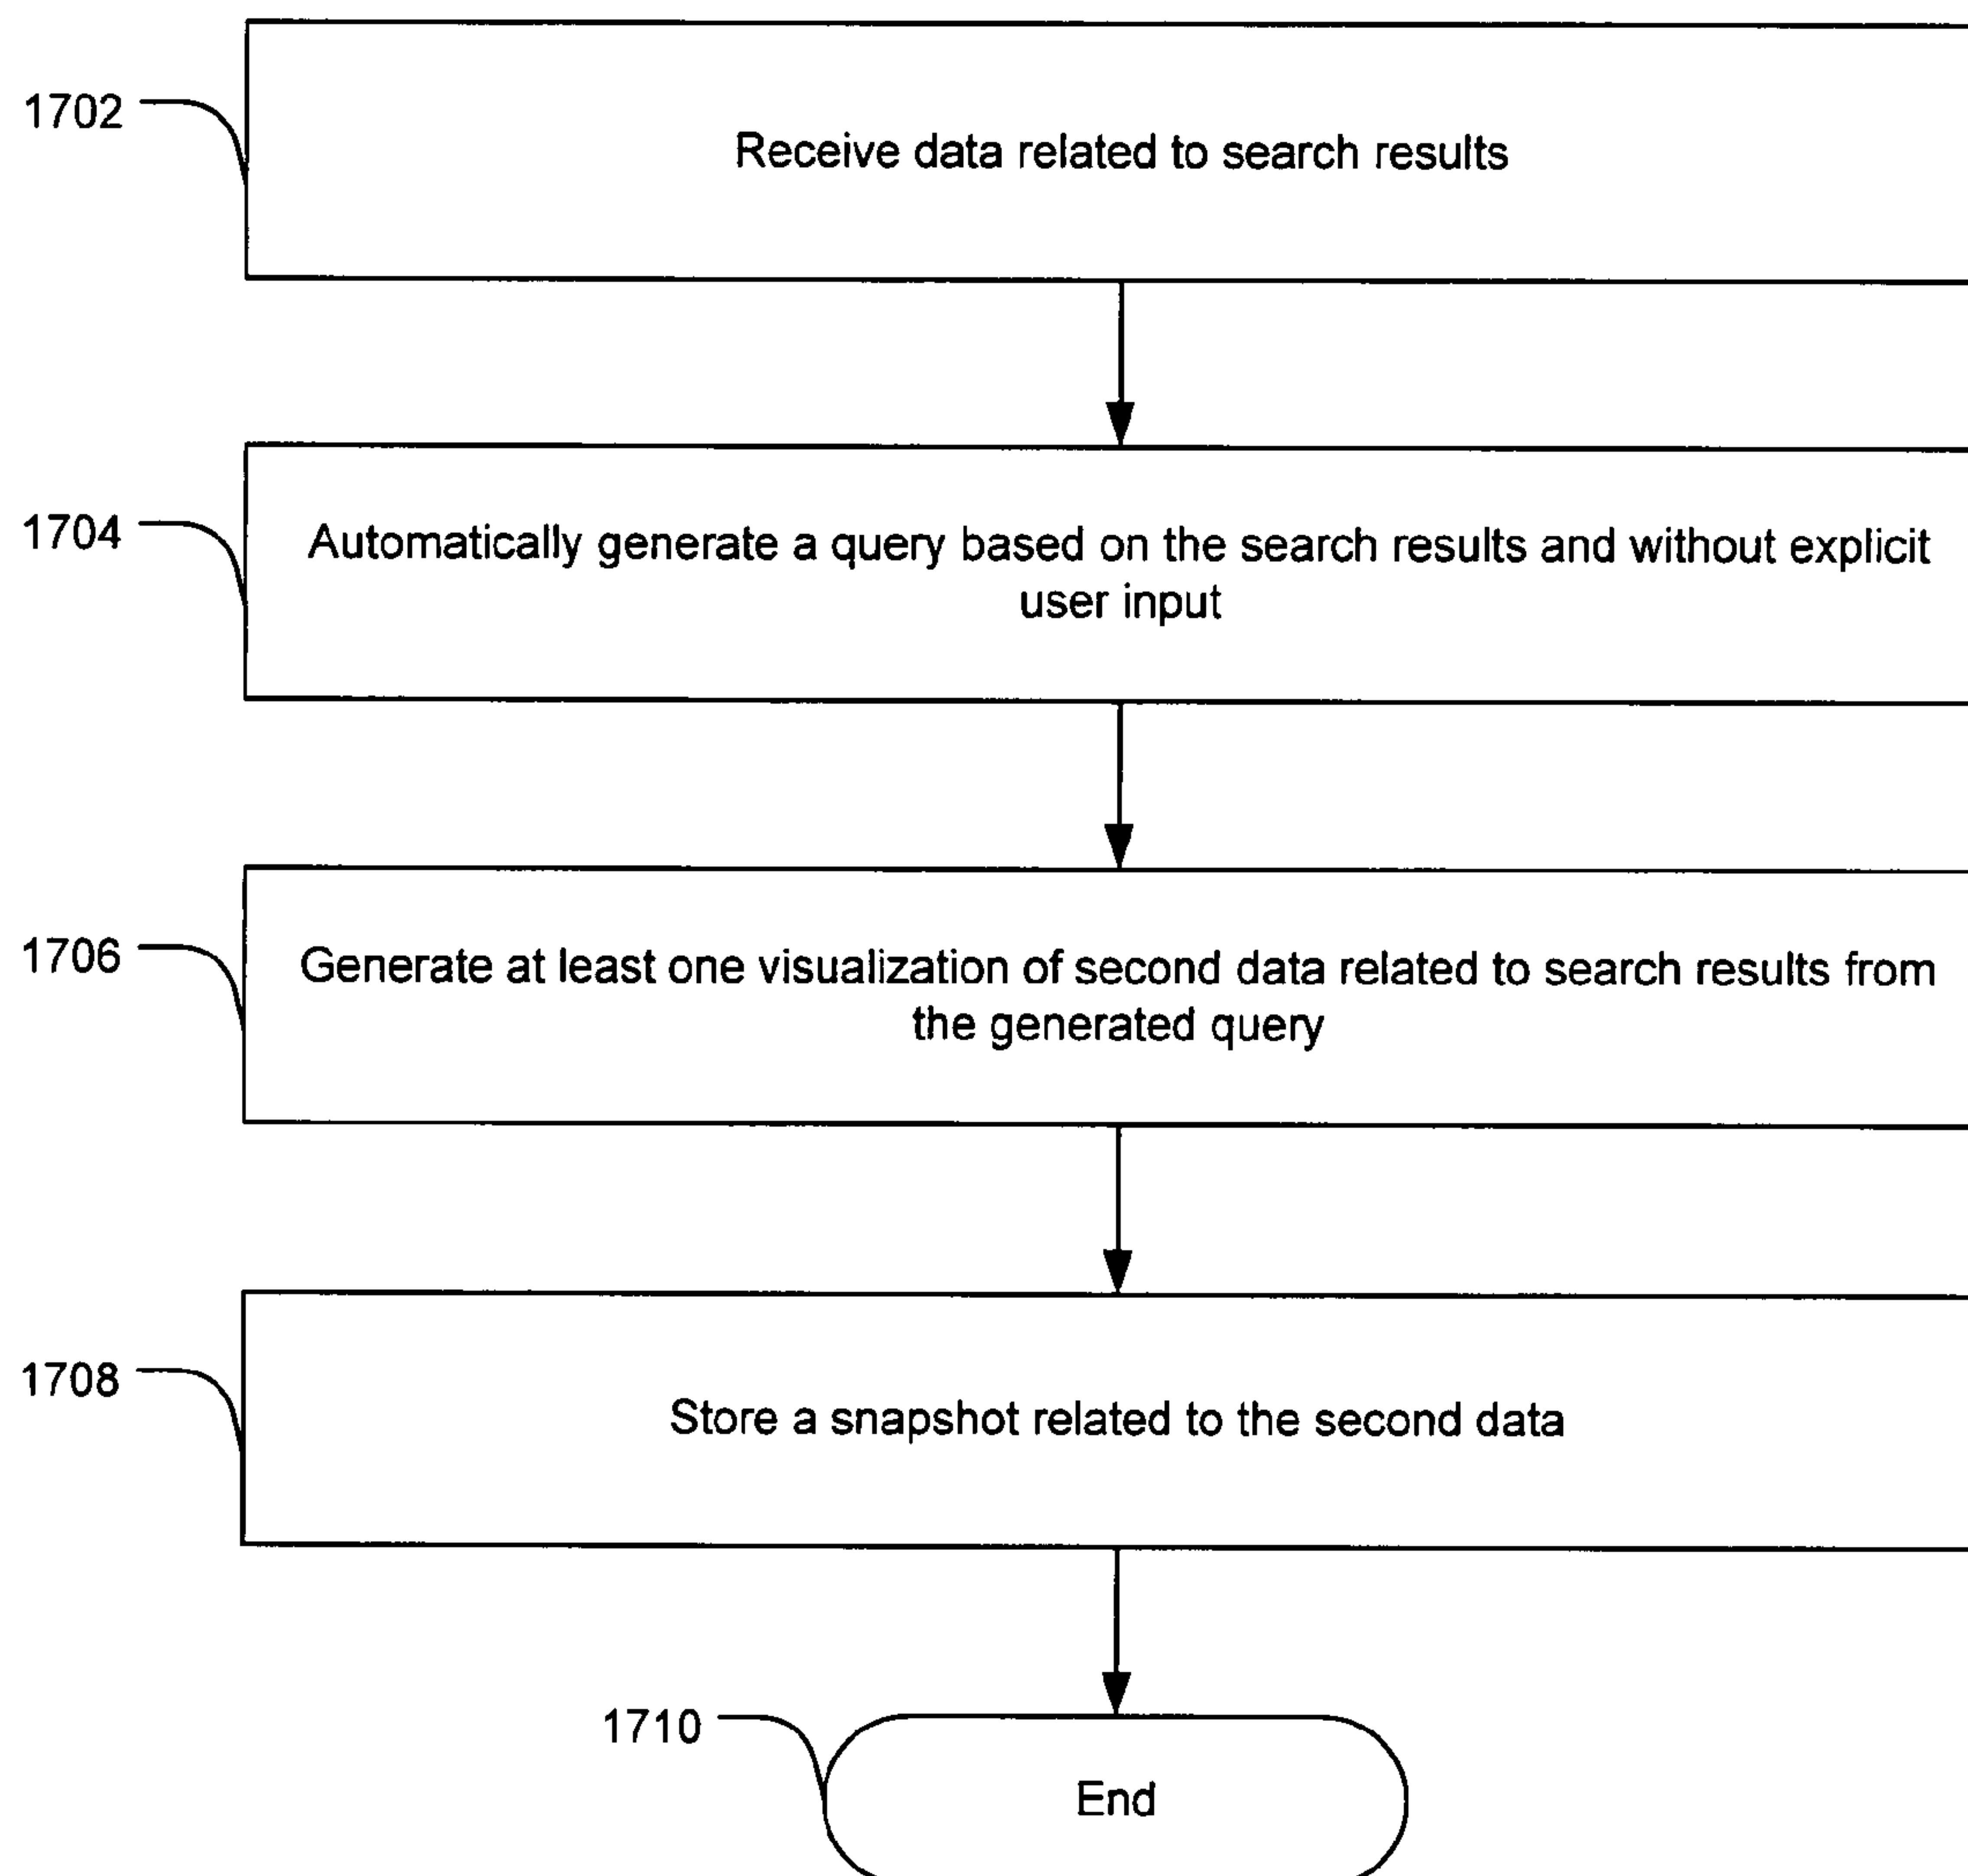 1702
Receive data related to search results
1704
Automatically generate a query based on the search results and without explicit
user input
1706
Generate at least one visualization of second data related to search results from
the generated query
1708
Store a snapshot related to the second data
1710
End